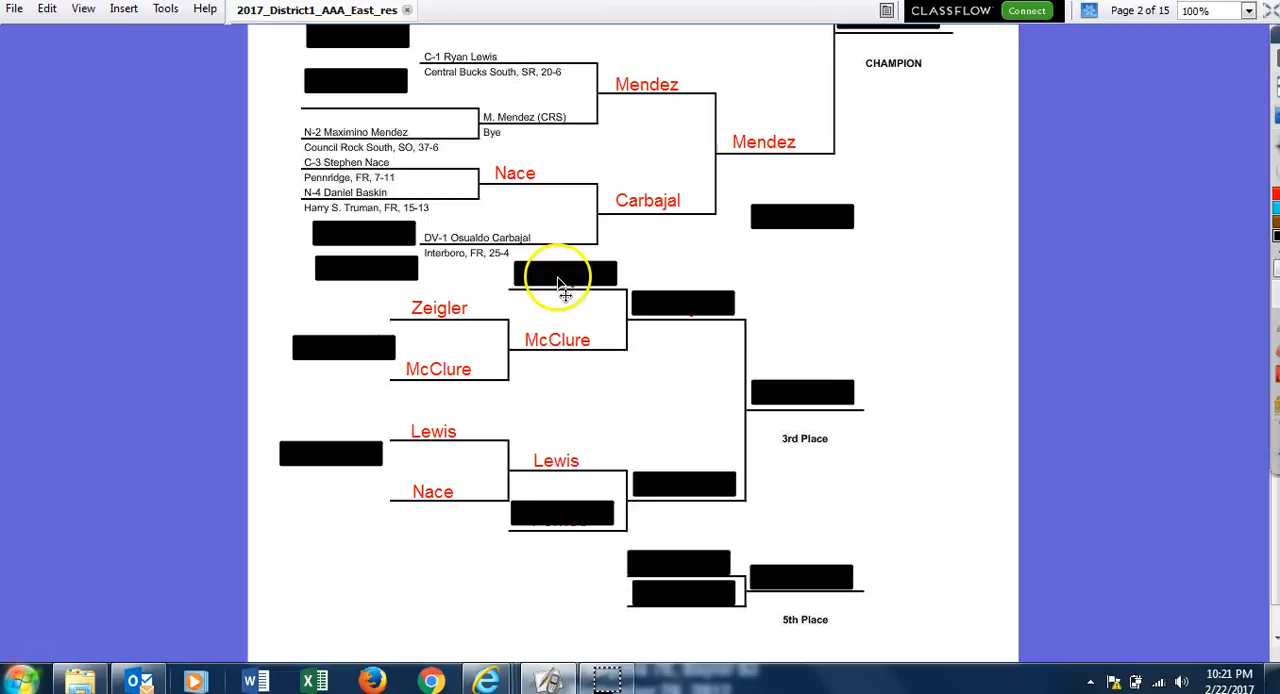 File Edit View Insert Tools Help
2017_District1_AAA_East_res
CLASSFLOW Connect
Page 2 of 15
100%
C-1 Ryan Lewis
Central Bucks South, SR, 20-6
Mendez
CHAMPION
M. Mendez (CRS)
Bye
N-2 Maximino Mendez
Council Rock South, SO, 37-6
Mendez
C-3 Stephen Nace
Pennridge, FR, 7-11
Nace
N-4 Daniel Baskin
Harry S. Truman, FR, 15-13
Carbajal
DV-1 Osualdo Carbajal
Interboro, FR, 25-4
Zeigler
McClure
McClure
3rd Place
Lewis
Lewis
Nace
5th Place
10:21 PM
2/22/2017